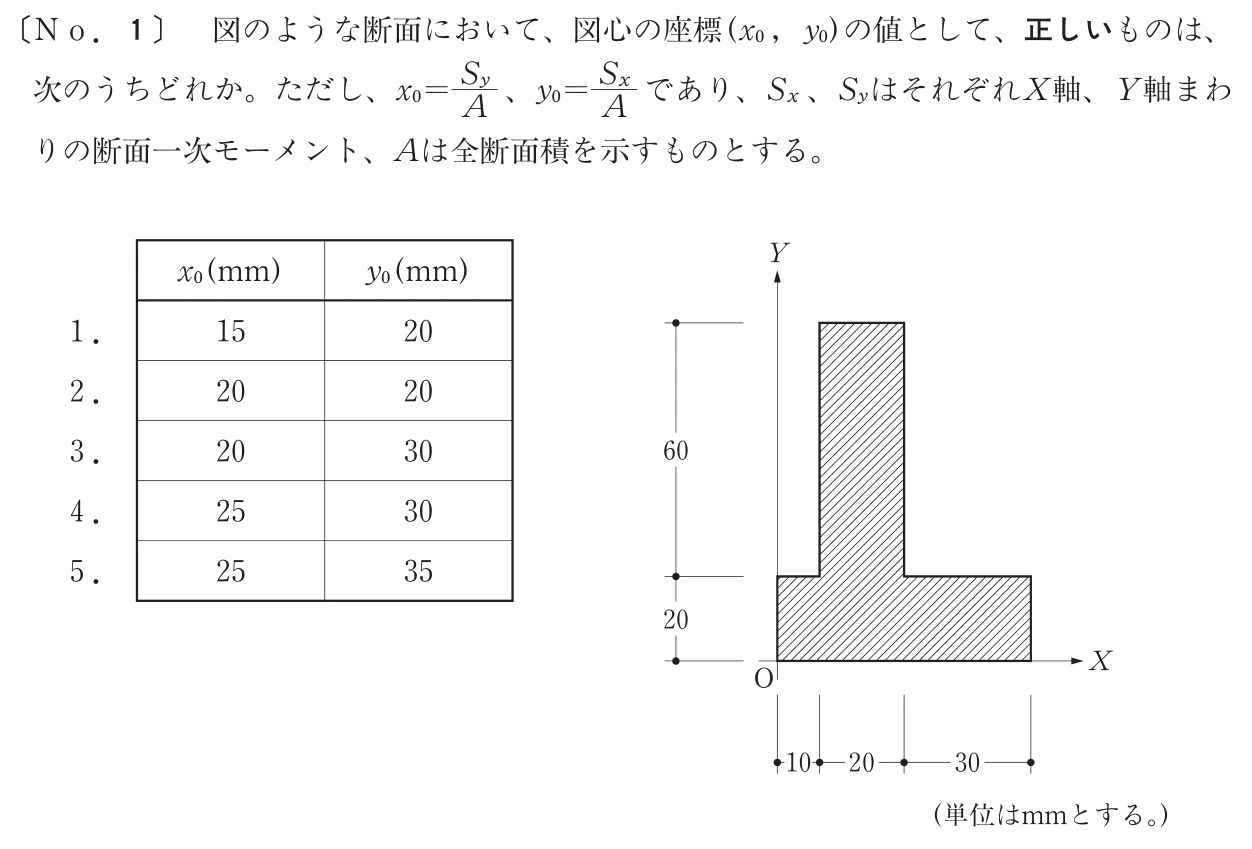 〔Ｎｏ．１〕　図のような断面において、図心の座標(x₀，y₀)の値として、正しいものは、
次のうちどれか。ただし、x₀=Sy/A、y₀=Sx/Aであり、Sx、SyはそれぞれX軸、Y軸まわ
りの断面一次モーメント、Aは全断面積を示すものとする。
x₀(mm)　y₀(mm)
1．　15　20
2．　20　20
3．　20　30
4．　25　30
5．　25　35
Y
60
20
O
X
10　20　30
(単位はmmとする。)